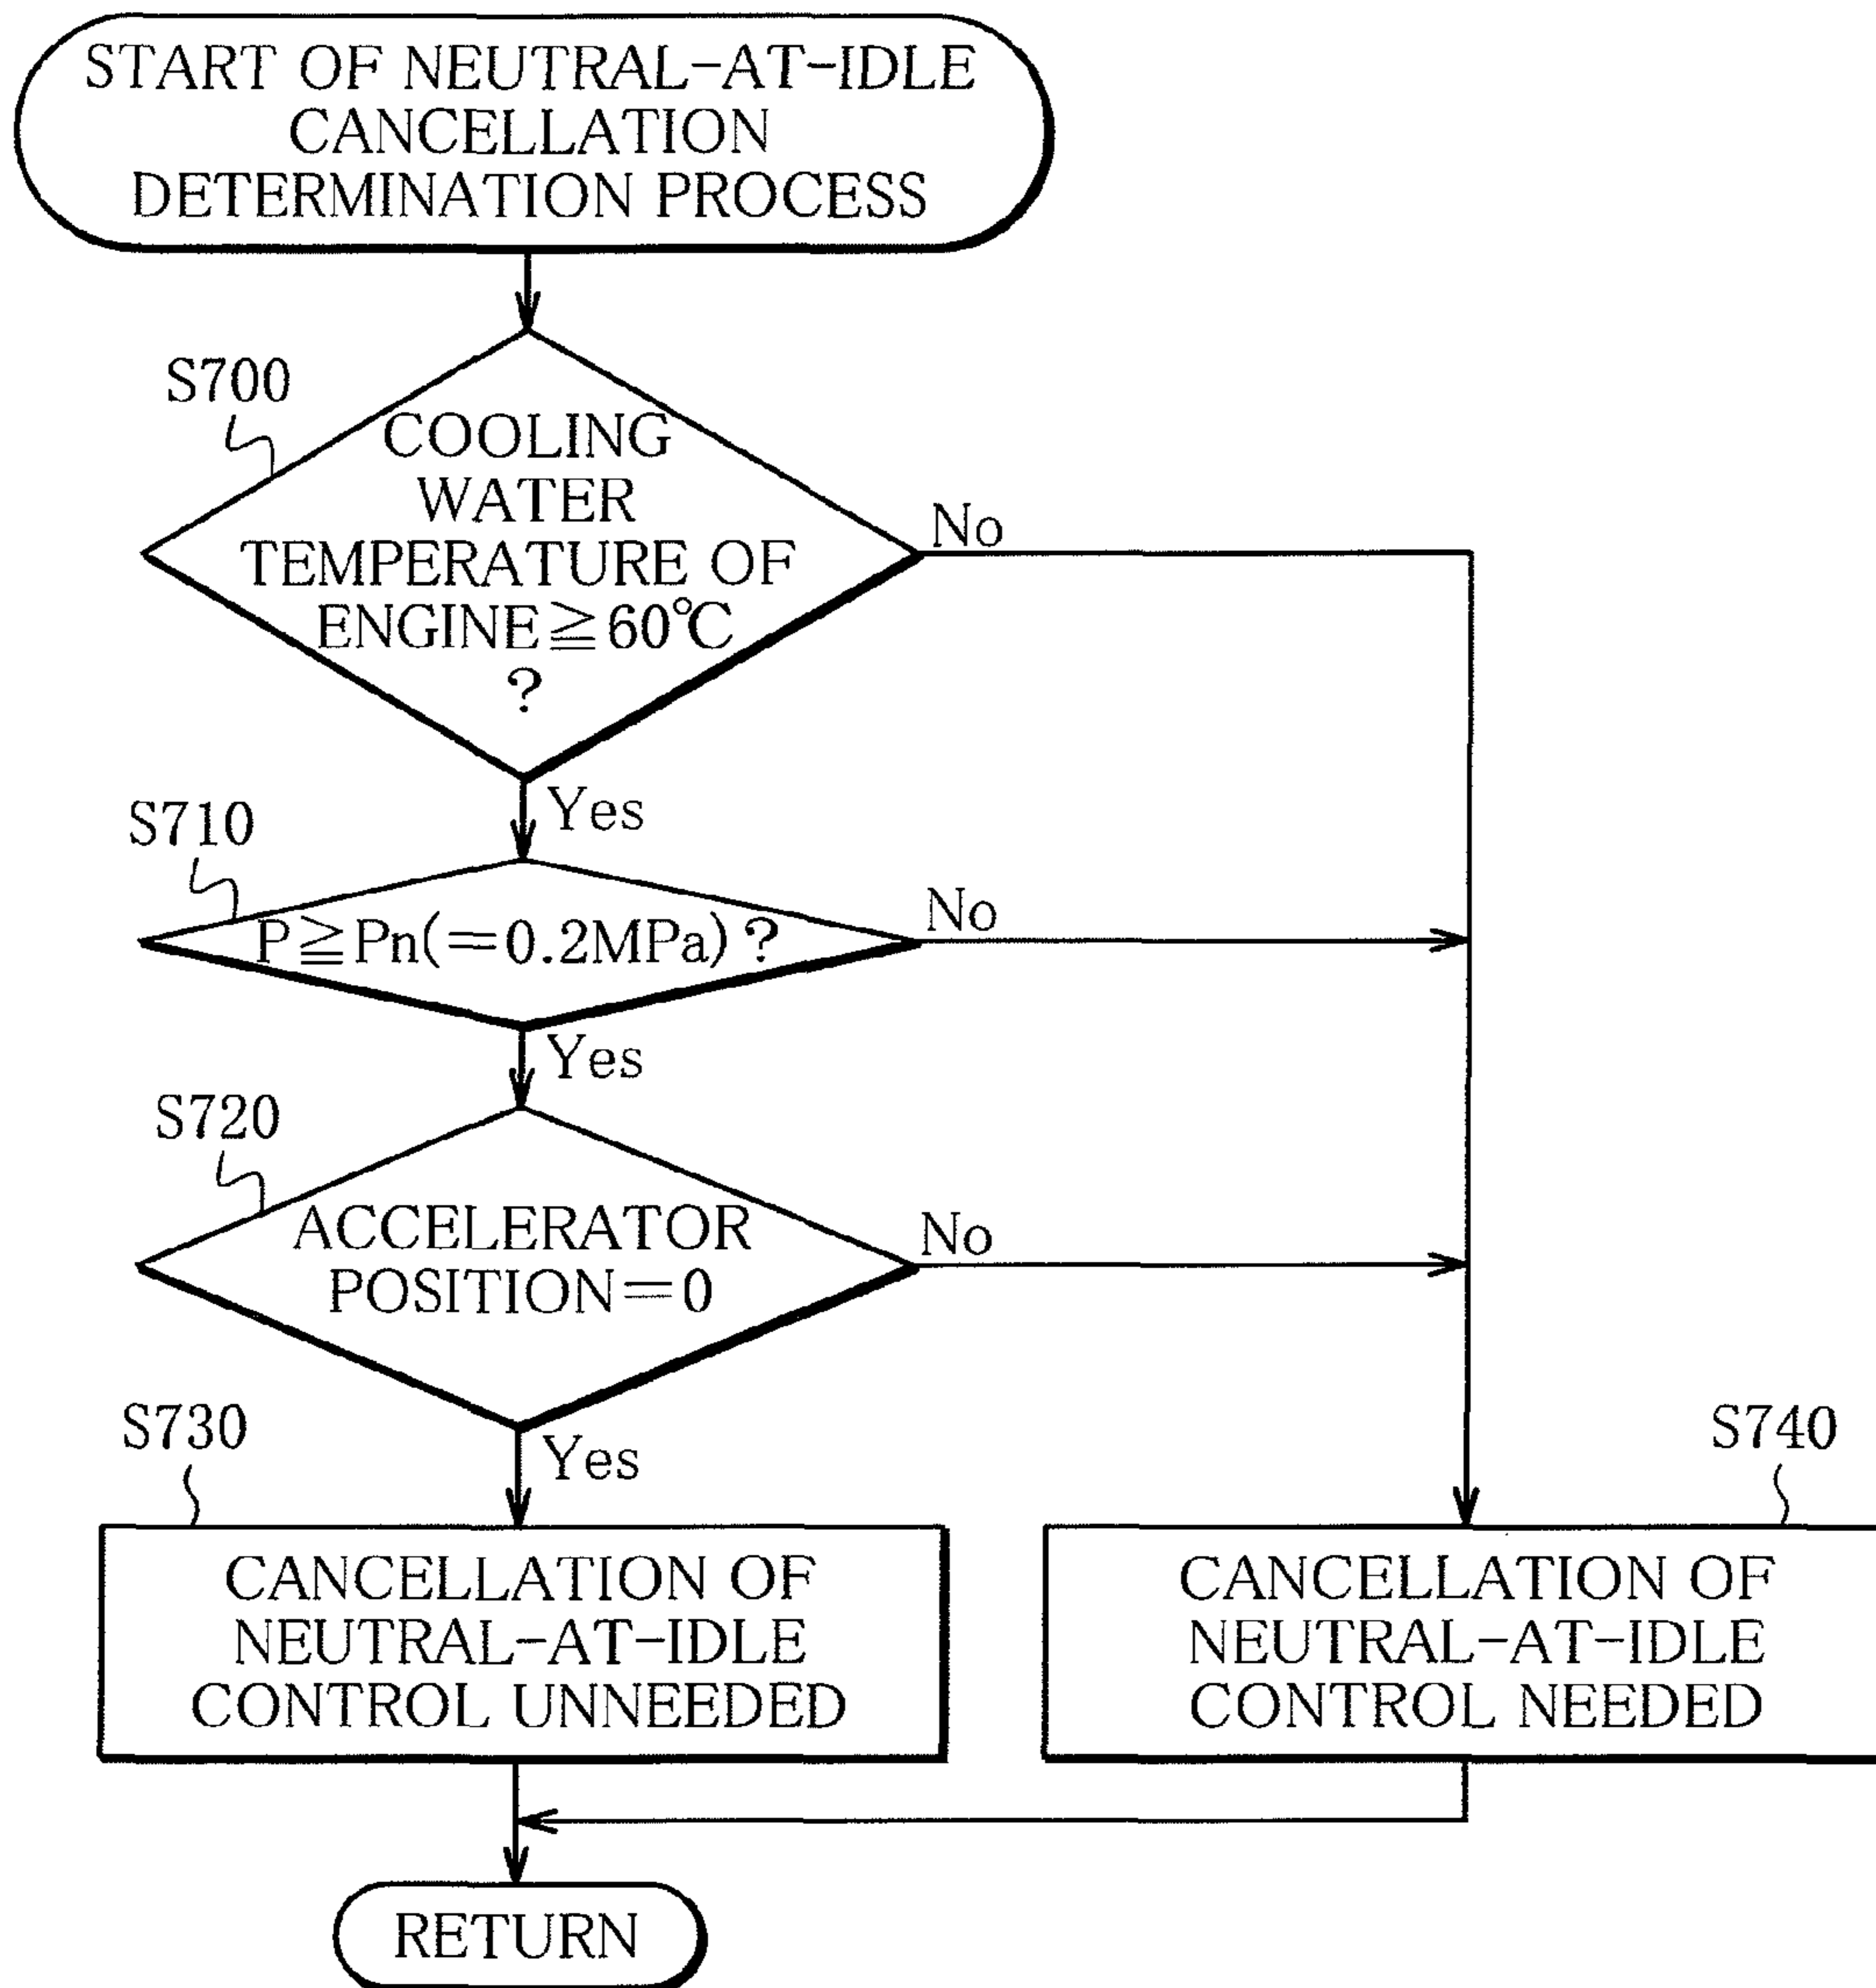 START OF NEUTRAL-AT-IDLE
CANCELLATION
DETERMINATION PROCESS
S700
COOLING
WATER
TEMPERATURE OF
ENGINE≧60℃
?
No
Yes
S710
P≧Pn(=0.2MPa)?
No
Yes
S720
ACCELERATOR
POSITION=0
No
Yes
S730
CANCELLATION OF
NEUTRAL-AT-IDLE
CONTROL UNNEEDED
S740
CANCELLATION OF
NEUTRAL-AT-IDLE
CONTROL NEEDED
RETURN